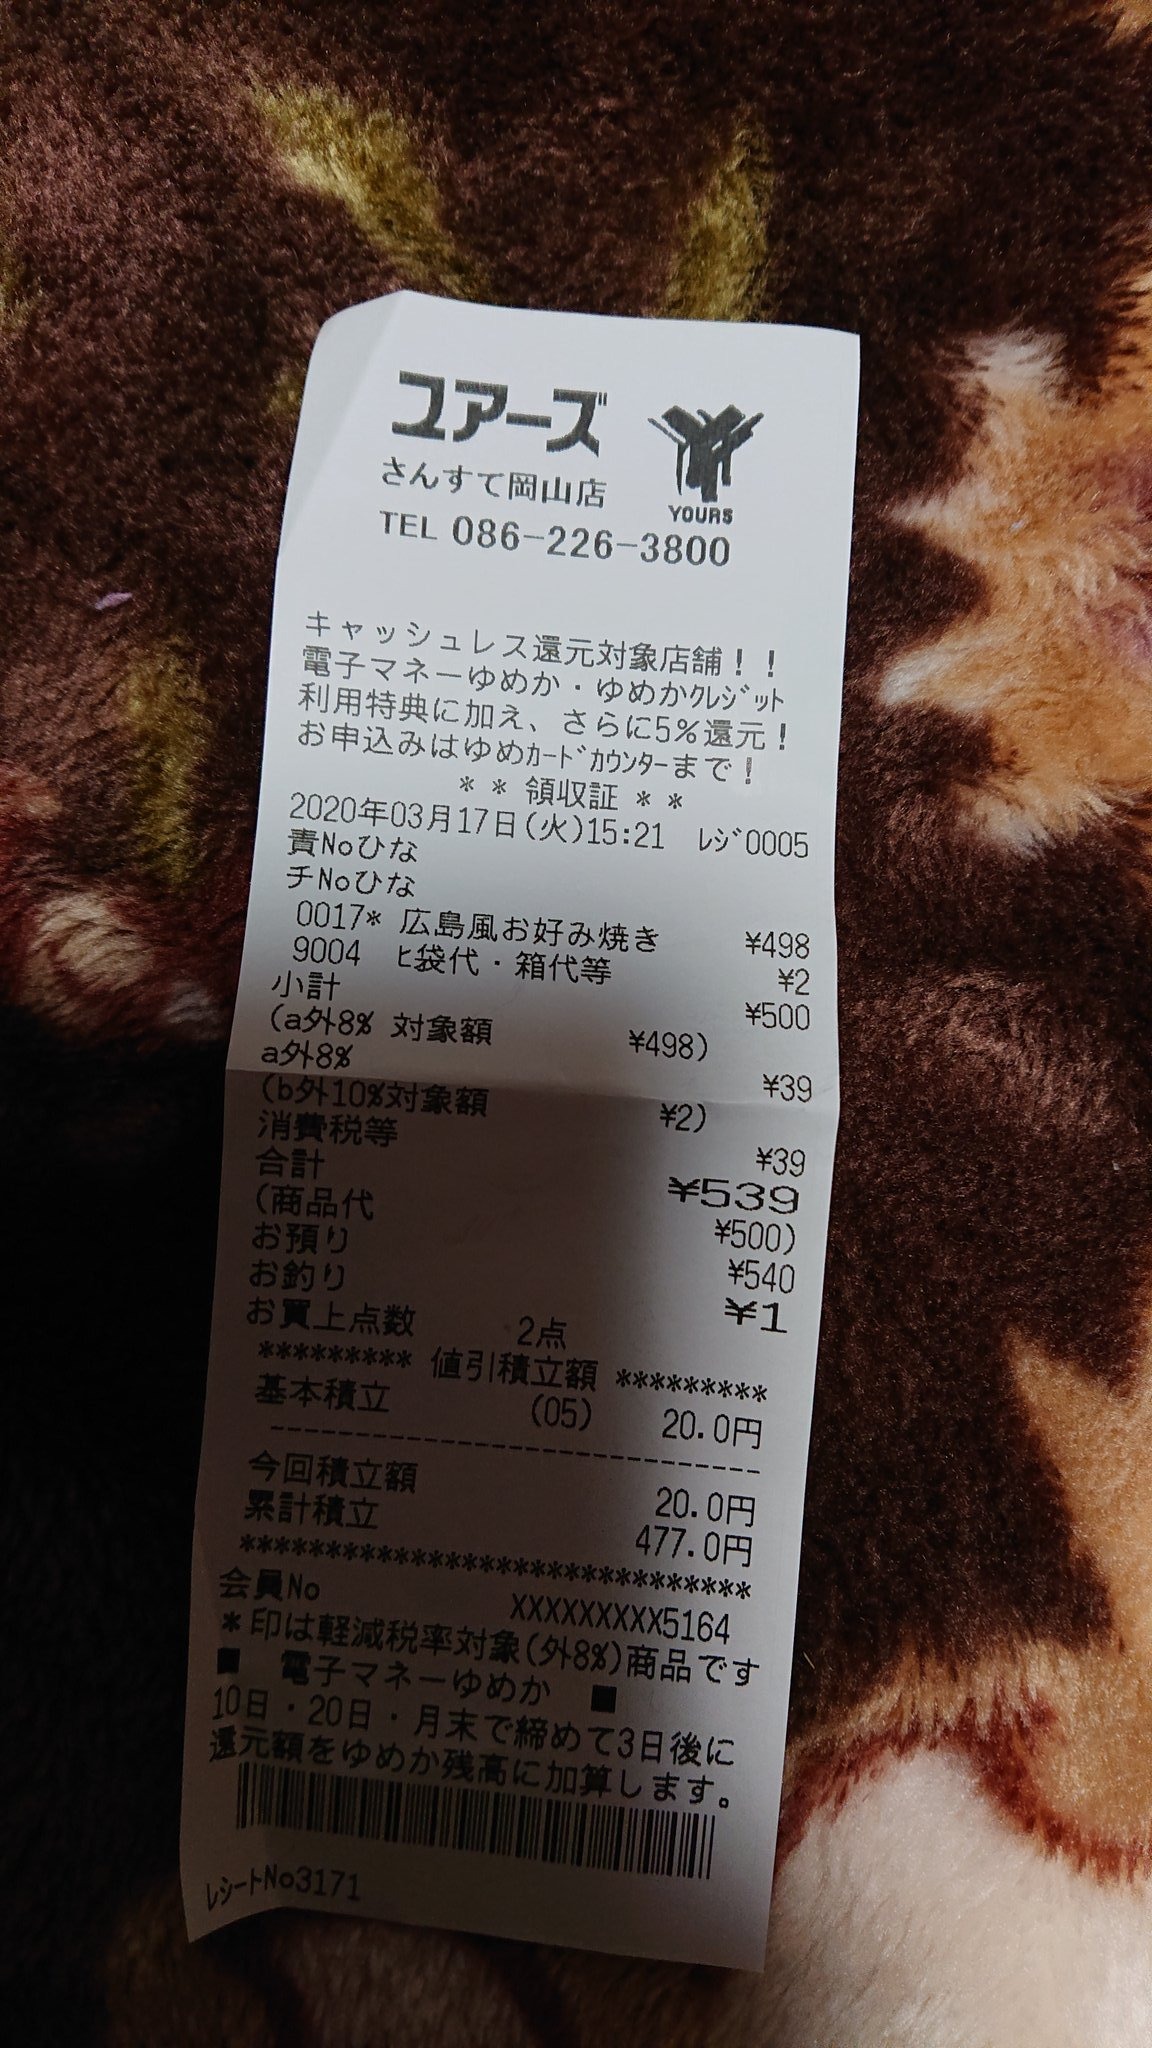 ユアーズ
YOURS
さんすて岡山店
TEL 086-226-3800
キャッシュレス還元対象店舗！！
電子マネーゆめか・ゆめかｸﾚｼﾞｯﾄ
利用特典に加え、さらに5％還元！
お申込みはゆめｶｰﾄﾞｶｳﾝﾀｰまで！
＊＊ 領収証 ＊＊
2020年03月17日(火)15:21 ﾚｼﾞ0005
責Noひな
チNoひな
0017* 広島風お好み焼き ¥498
9004 ﾋ袋代・箱代等 ¥2
小計 ¥500
(a外8% 対象額 ¥498)
a外8% ¥39
(b外10%対象額 ¥2)
消費税等 ¥39
合計 ¥539
(商品代 ¥500)
お預り ¥540
お釣り ¥1
お買上点数 2点
********* 値引積立額 *********
基本積立 (05) 20.0円
-----------------------------------
今回積立額 20.0円
累計積立 477.0円
************************************
会員No XXXXXXXXX5164
＊印は軽減税率対象(外8%)商品です
■ 電子マネーゆめか ■
10日・20日・月末で締めて3日後に
還元額をゆめか残高に加算します。
ﾚｼｰﾄNo3171